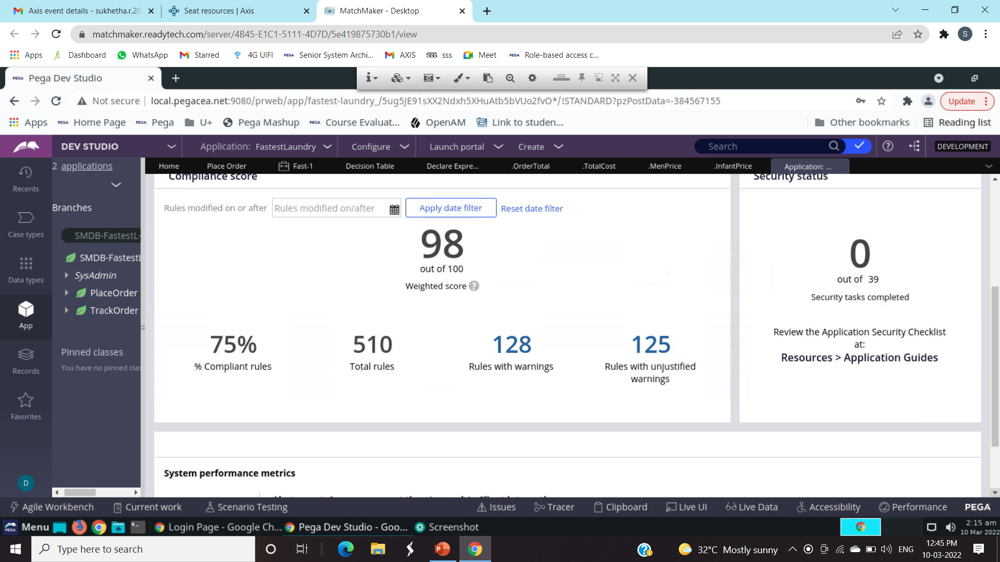 Axis event details - sukhetha.r.20
Seat resources | Axis
MatchMaker - Desktop
matchmaker.readytech.com/server/4B45-E1C1-5111-4D7D/5e419875730b1/view
S
Apps
Dashboard
WhatsApp
Starred
4G UIFI
PEGA Senior System Archi...
AXIS
sss
Meet
PEGA Role-based access c...
PEGA Pega Dev Studio
Not secure
local.pegacea.net:9080/prweb/app/fastest-laundry_/5ug5JE91sXX2Ndxh5XHuAtb5bVUo2fvO*/!STANDARD?pzPostData=-384567155
Update
Apps
PEGA Home Page
PEGA Pega
U+
Pega Mashup
PEGA Course Evaluat...
OpenAM
Link to studen...
Other bookmarks
Reading list
DEV STUDIO
Application: FastestLaundry
Configure
Launch portal
Create
Search
DEVELOPMENT
Home
Place Order
Fast-1
Decision Table
Declare Expre...
.OrderTotal
.TotalCost
.MenPrice
.InfantPrice
Application: ...
Recents
Case types
Data types
App
Records
Favorites
D
2 applications
Branches
SMDB-FastestL-
SMDB-FastestL
SysAdmin
PlaceOrder
TrackOrder
Pinned classes
You have no pinned clas
Compliance score
Rules modified on or after
Rules modified on/after
Apply date filter
Reset date filter
98
out of 100
Weighted score ?
75%
% Compliant rules
510
Total rules
128
Rules with warnings
125
Rules with unjustified
warnings
Security status
0
out of 39
Security tasks completed
Review the Application Security Checklist
at:
Resources > Application Guides
System performance metrics
Agile Workbench
Current work
Scenario Testing
Issues
Tracer
Clipboard
Live UI
Live Data
Accessibility
Performance
PEGA
PEGA Menu
Login Page - Google Ch...
Pega Dev Studio - Goo...
Screenshot
2:15 am
10 Mar 2022
Type here to search
32°C Mostly sunny
ENG
12:45 PM
10-03-2022